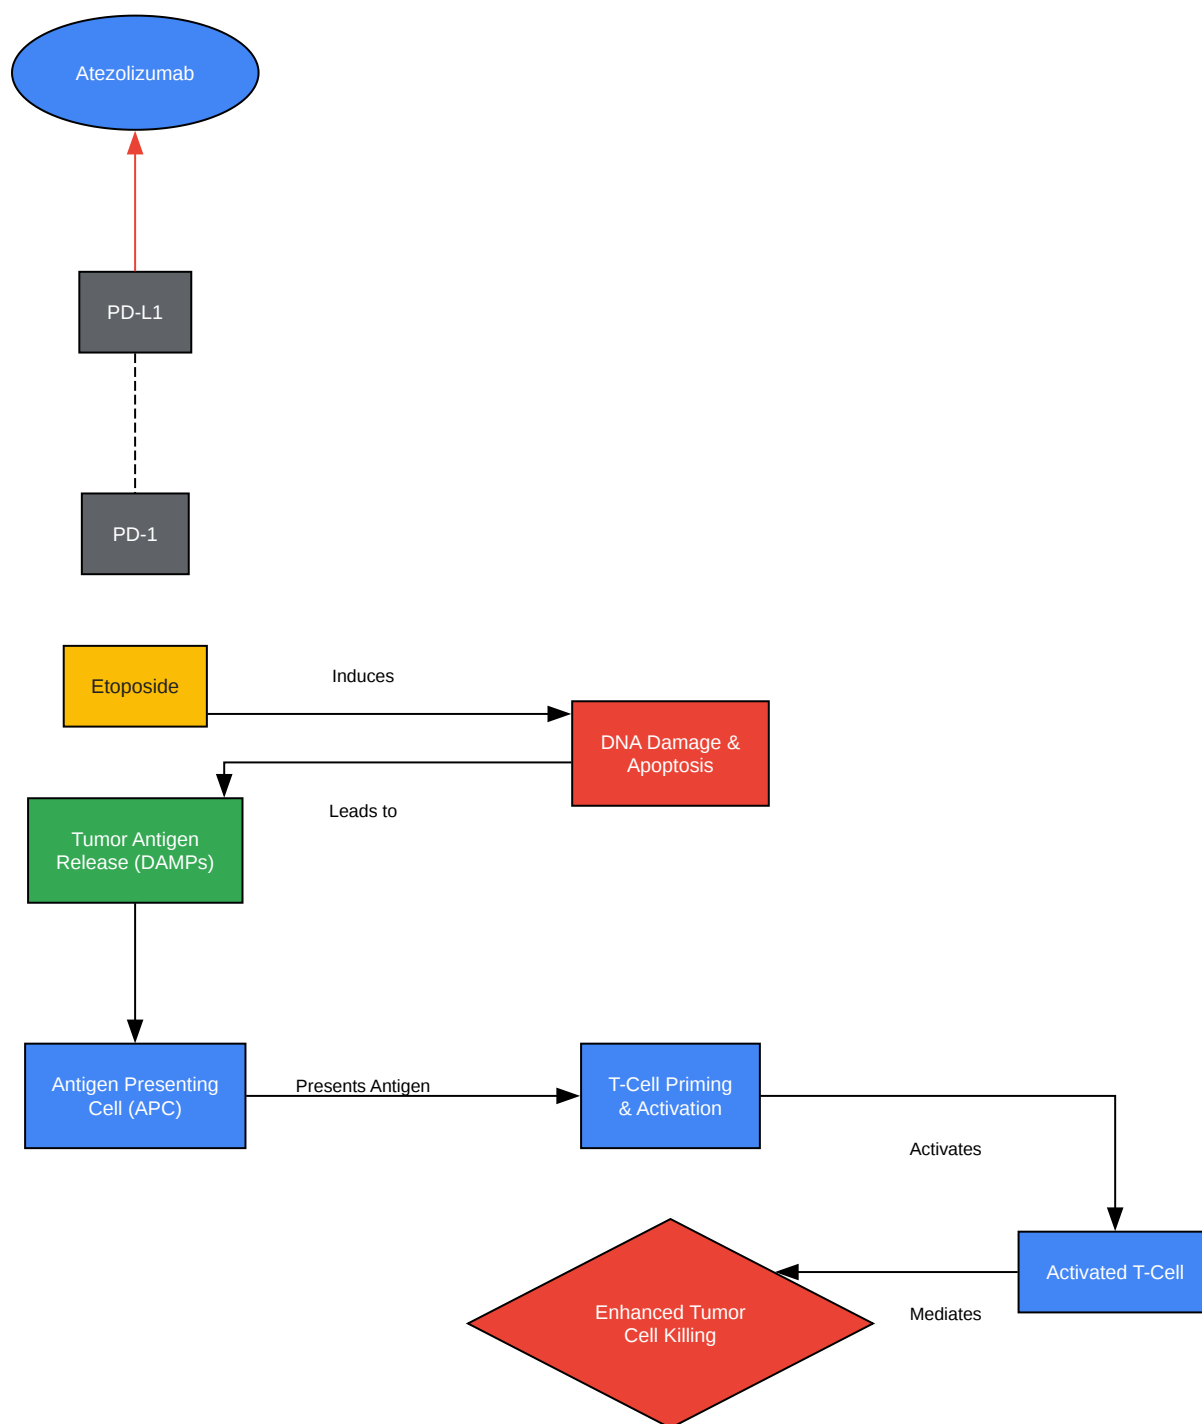 Atezolizumab
PD-L1
PD-1
Etoposide
Induces
DNA Damage &
Apoptosis
Leads to
Tumor Antigen
Release (DAMPs)
Antigen Presenting
Cell (APC)
Presents Antigen
T-Cell Priming
& Activation
Activates
Activated T-Cell
Mediates
Enhanced Tumor
Cell Killing